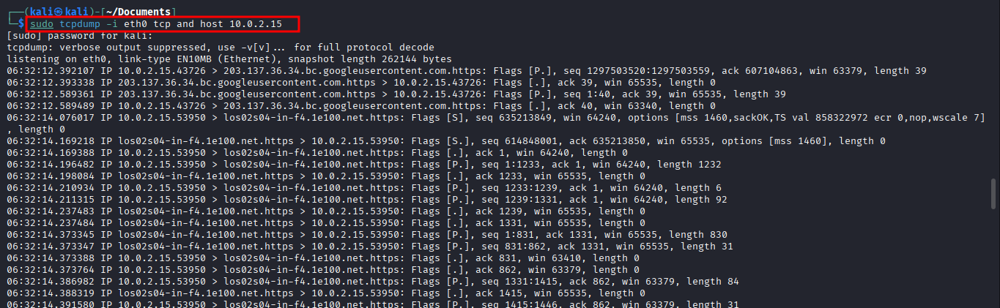 ┌──(kali㉿kali)-[~/Documents]
└─$ sudo tcpdump -i eth0 tcp and host 10.0.2.15
[sudo] password for kali:
tcpdump: verbose output suppressed, use -v[v]... for full protocol decode
listening on eth0, link-type EN10MB (Ethernet), snapshot length 262144 bytes
06:32:12.392107 IP 10.0.2.15.43726 > 203.137.36.34.bc.googleusercontent.com.https: Flags [P.], seq 1297503520:1297503559, ack 607104863, win 63379, length 39
06:32:12.393338 IP 203.137.36.34.bc.googleusercontent.com.https > 10.0.2.15.43726: Flags [.], ack 39, win 65535, length 0
06:32:12.589361 IP 203.137.36.34.bc.googleusercontent.com.https > 10.0.2.15.43726: Flags [P.], seq 1:40, ack 39, win 65535, length 39
06:32:12.589489 IP 10.0.2.15.43726 > 203.137.36.34.bc.googleusercontent.com.https: Flags [.], ack 40, win 63340, length 0
06:32:14.076017 IP 10.0.2.15.53950 > los02s04-in-f4.1e100.net.https: Flags [S], seq 635213849, win 64240, options [mss 1460,sackOK,TS val 858322972 ecr 0,nop,wscale 7]
, length 0
06:32:14.169218 IP los02s04-in-f4.1e100.net.https > 10.0.2.15.53950: Flags [S.], seq 614848001, ack 635213850, win 65535, options [mss 1460], length 0
06:32:14.169388 IP 10.0.2.15.53950 > los02s04-in-f4.1e100.net.https: Flags [.], ack 1, win 64240, length 0
06:32:14.196482 IP 10.0.2.15.53950 > los02s04-in-f4.1e100.net.https: Flags [P.], seq 1:1233, ack 1, win 64240, length 1232
06:32:14.198084 IP los02s04-in-f4.1e100.net.https > 10.0.2.15.53950: Flags [.], ack 1233, win 65535, length 0
06:32:14.210934 IP 10.0.2.15.53950 > los02s04-in-f4.1e100.net.https: Flags [P.], seq 1233:1239, ack 1, win 64240, length 6
06:32:14.211315 IP 10.0.2.15.53950 > los02s04-in-f4.1e100.net.https: Flags [P.], seq 1239:1331, ack 1, win 64240, length 92
06:32:14.237483 IP los02s04-in-f4.1e100.net.https > 10.0.2.15.53950: Flags [.], ack 1239, win 65535, length 0
06:32:14.237484 IP los02s04-in-f4.1e100.net.https > 10.0.2.15.53950: Flags [.], ack 1331, win 65535, length 0
06:32:14.373345 IP los02s04-in-f4.1e100.net.https > 10.0.2.15.53950: Flags [P.], seq 1:831, ack 1331, win 65535, length 830
06:32:14.373347 IP los02s04-in-f4.1e100.net.https > 10.0.2.15.53950: Flags [P.], seq 831:862, ack 1331, win 65535, length 31
06:32:14.373388 IP 10.0.2.15.53950 > los02s04-in-f4.1e100.net.https: Flags [.], ack 831, win 63410, length 0
06:32:14.373764 IP 10.0.2.15.53950 > los02s04-in-f4.1e100.net.https: Flags [.], ack 862, win 63379, length 0
06:32:14.386982 IP 10.0.2.15.53950 > los02s04-in-f4.1e100.net.https: Flags [P.], seq 1331:1415, ack 862, win 63379, length 84
06:32:14.388319 IP los02s04-in-f4.1e100.net.https > 10.0.2.15.53950: Flags [.], ack 1415, win 65535, length 0
06:32:14.391580 IP 10.0.2.15.53950 > los02s04-in-f4.1e100.net.https: Flags [P.], seq 1415:1446, ack 862, win 63379, length 31